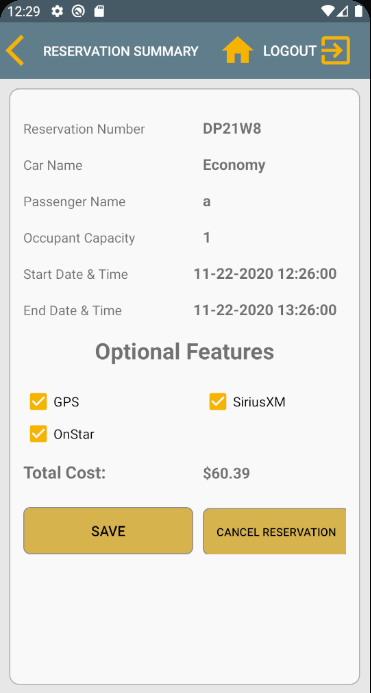 12:29
RESERVATION SUMMARY LOGOUT
Reservation Number DP21W8
Car Name Economy
Passenger Name a
Occupant Capacity 1
Start Date & Time 11-22-2020 12:26:00
End Date & Time 11-22-2020 13:26:00
Optional Features
GPS SiriusXM
OnStar
Total Cost: $60.39
SAVE CANCEL RESERVATION